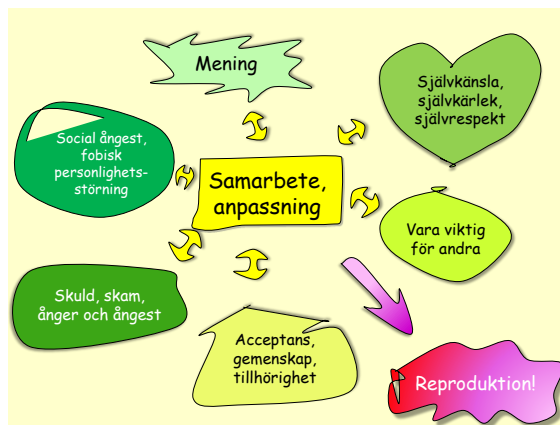 Mening
Självkänsla,
självkärlek,
självrespekt
Social ångest,
fobisk
personlighets-
störning
Samarbete,
anpassning
Vara viktig
för andra
Skuld, skam,
ånger och ångest
Acceptans,
gemenskap,
tillhörighet
Reproduktion!